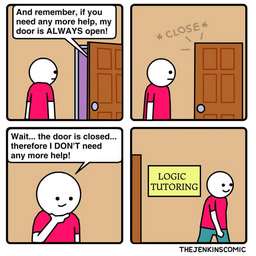 And remember, if you
need any more help, my
door is ALWAYS open!
* CLOSE *
Wait... the door is closed...
therefore I DON'T need
any more help!
LOGIC
TUTORING
THEJENKINSCOMIC